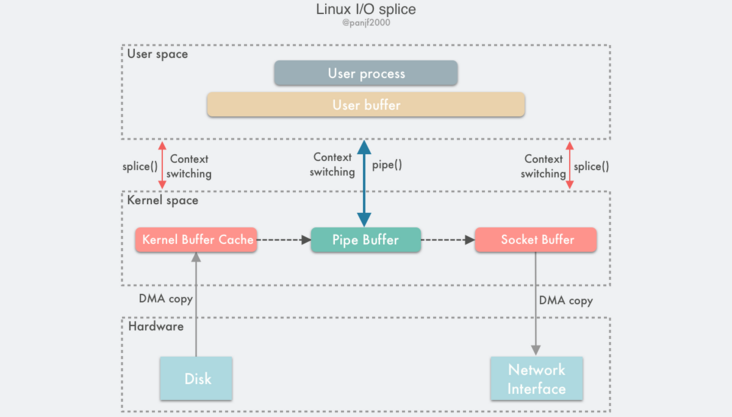 Linux I/O splice
@panjf2000
User space
User process
User buffer
splice()
Context
switching
Context
switching
pipe()
Context
switching
splice()
Kernel space
Kernel Buffer Cache
Pipe Buffer
Socket Buffer
DMA copy
DMA copy
Hardware
Disk
Network
Interface